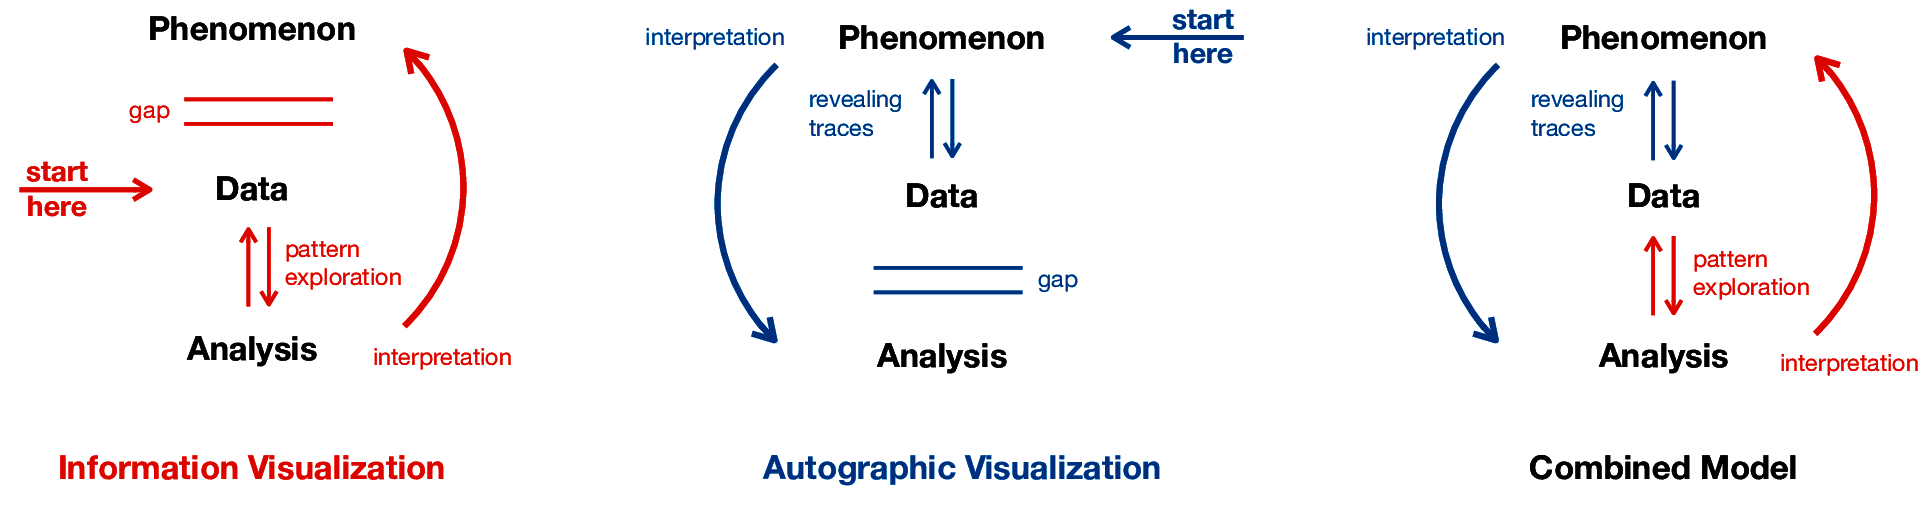 Phenomenon
gap
start
here
Data
pattern
exploration
Analysis
interpretation
Information Visualization
interpretation
Phenomenon
start
here
revealing
traces
Data
gap
Analysis
Autographic Visualization
interpretation
Phenomenon
revealing
traces
Data
pattern
exploration
Analysis
interpretation
Combined Model